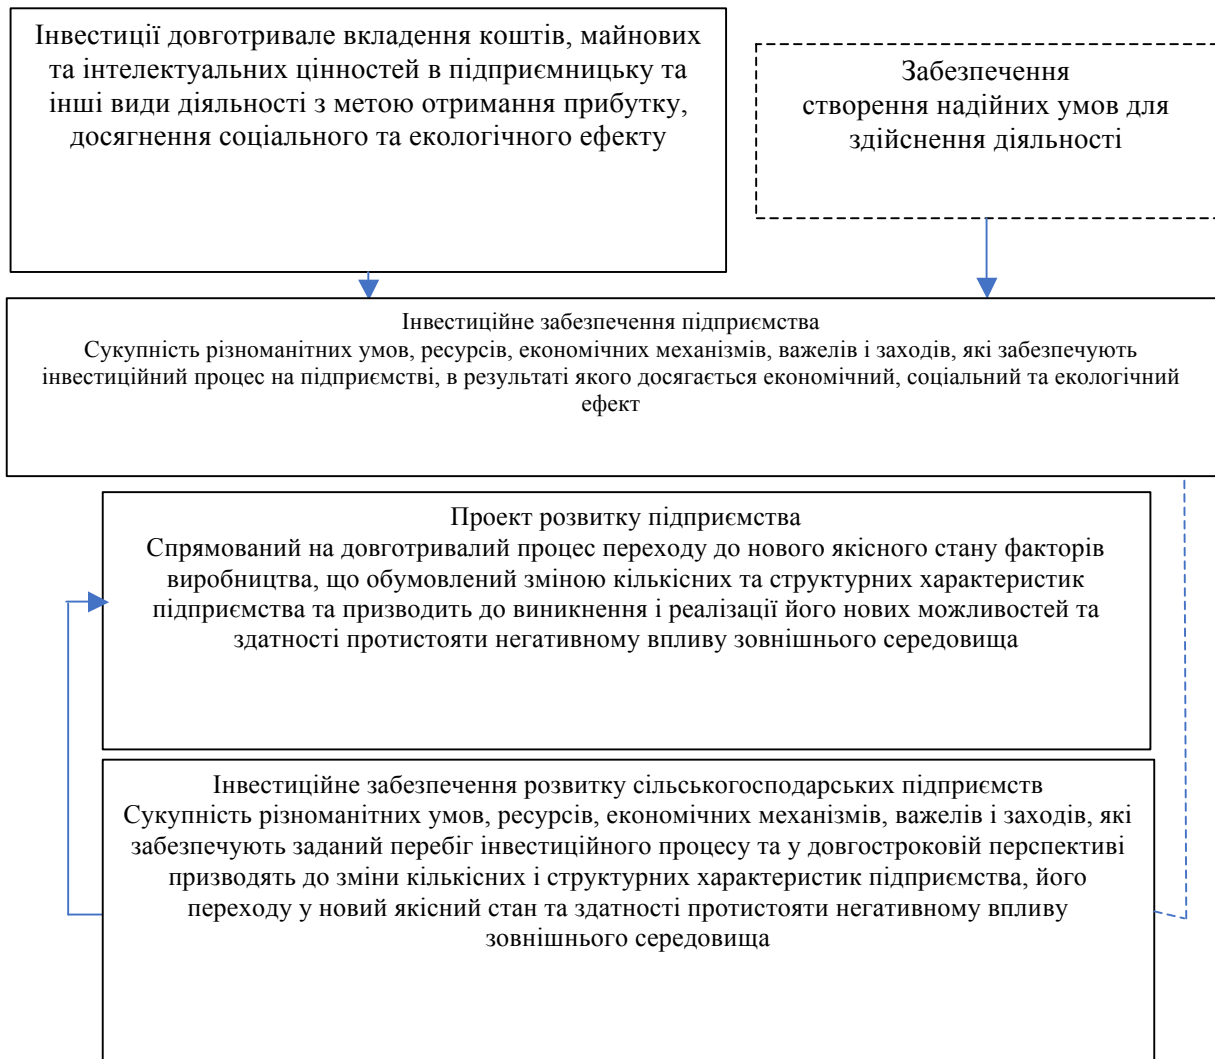 Інвестиції довготривале вкладення коштів, майнових
та інтелектуальних цінностей в підприємницьку та
інші види діяльності з метою отримання прибутку,
досягнення соціального та екологічного ефекту
Забезпечення
створення надійних умов для
здійснення діяльності
Інвестиційне забезпечення підприємства
Сукупність різноманітних умов, ресурсів, економічних механізмів, важелів і заходів, які забезпечують
інвестиційний процес на підприємстві, в результаті якого досягається економічний, соціальний та екологічний
ефект
Проект розвитку підприємства
Спрямований на довготривалий процес переходу до нового якісного стану факторів
виробництва, що обумовлений зміною кількісних та структурних характеристик
підприємства та призводить до виникнення і реалізації його нових можливостей та
здатності протистояти негативному впливу зовнішнього середовища
Інвестиційне забезпечення розвитку сільськогосподарських підприємств
Сукупність різноманітних умов, ресурсів, економічних механізмів, важелів і заходів, які
забезпечують заданий перебіг інвестиційного процесу та у довгостроковій перспективі
призводять до зміни кількісних і структурних характеристик підприємства, його
переходу у новий якісний стан та здатності протистояти негативному впливу
зовнішнього середовища